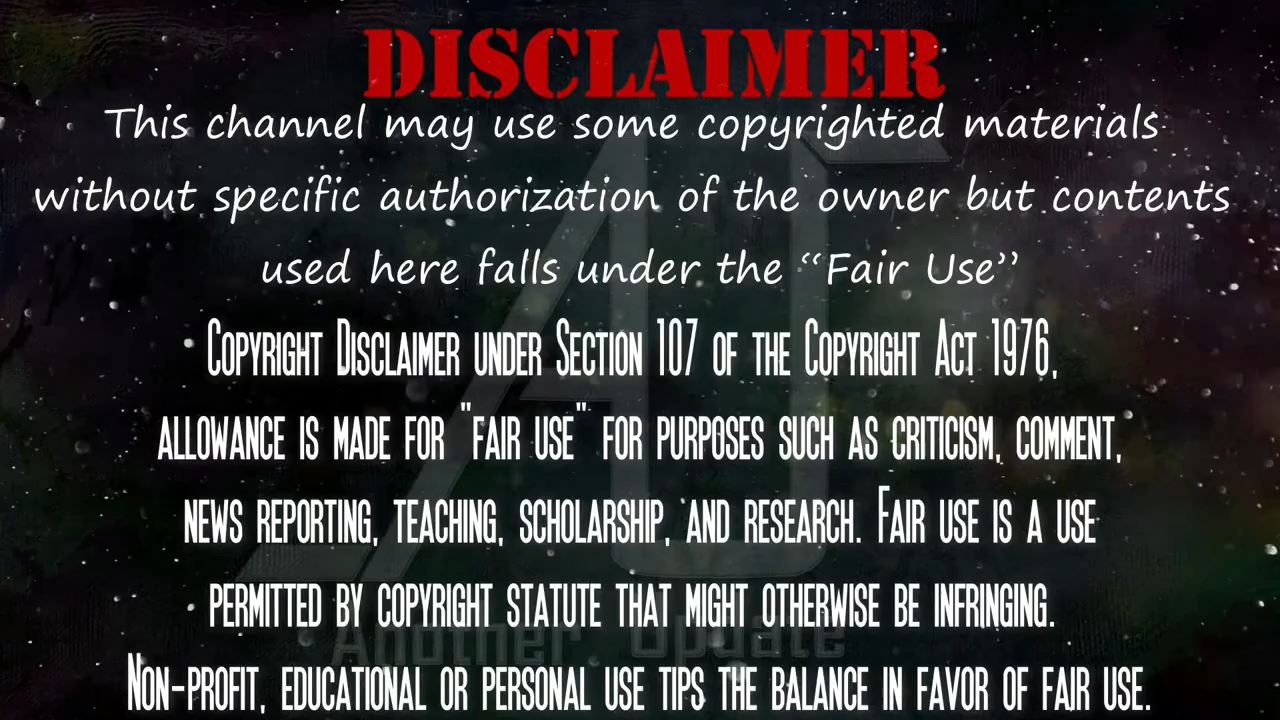 DISCLAIMER
This channel may use some copyrighted materials
without specific authorization of the owner but contents
used here falls under the “Fair Use”
Copyright Disclaimer under Section 107 of the Copyright Act 1976,
allowance is made for "fair use" for purposes such as criticism, comment,
news reporting, teaching, scholarship, and research. Fair use is a use
permitted by copyright statute that might otherwise be infringing.
Another Update
Non-profit, educational or personal use tips the balance in favor of fair use.